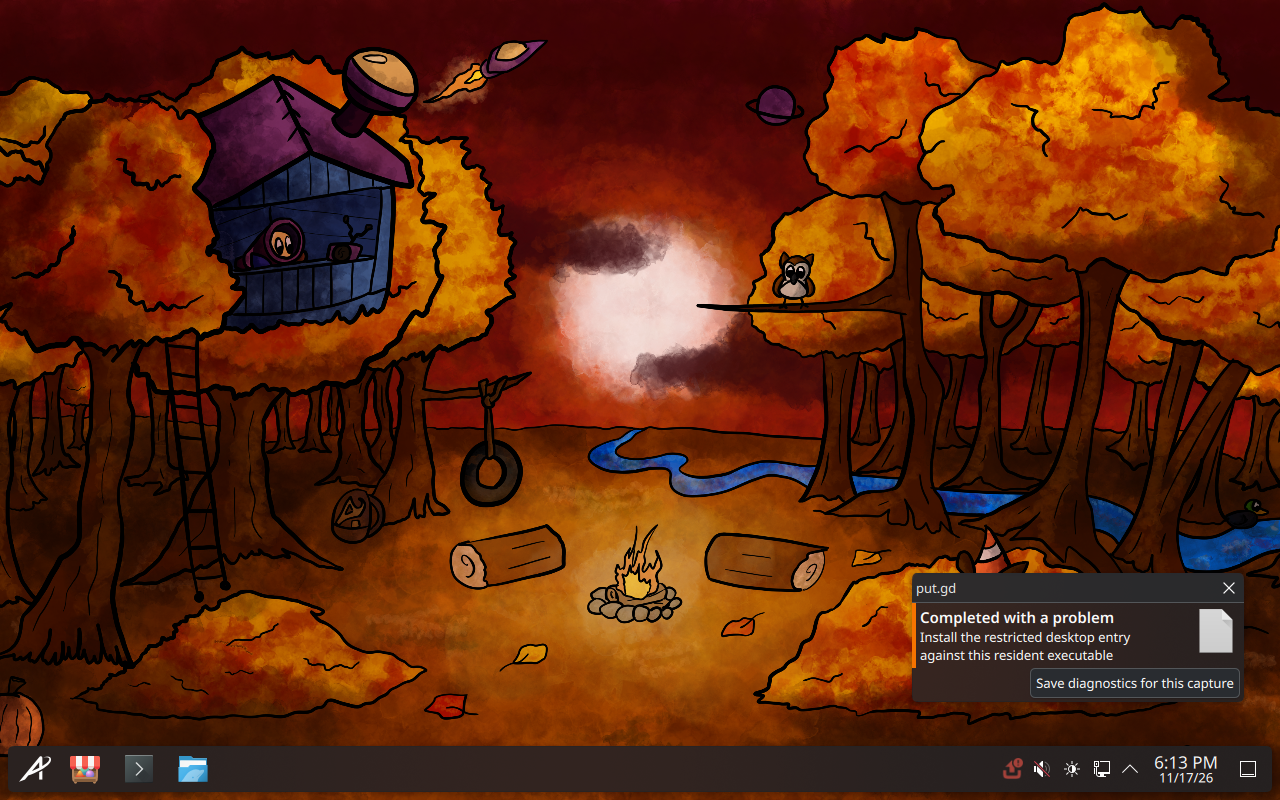 put.gd
Completed with a problem
Install the restricted desktop entry
against this resident executable
Save diagnostics for this capture
6:13 PM
11/17/26